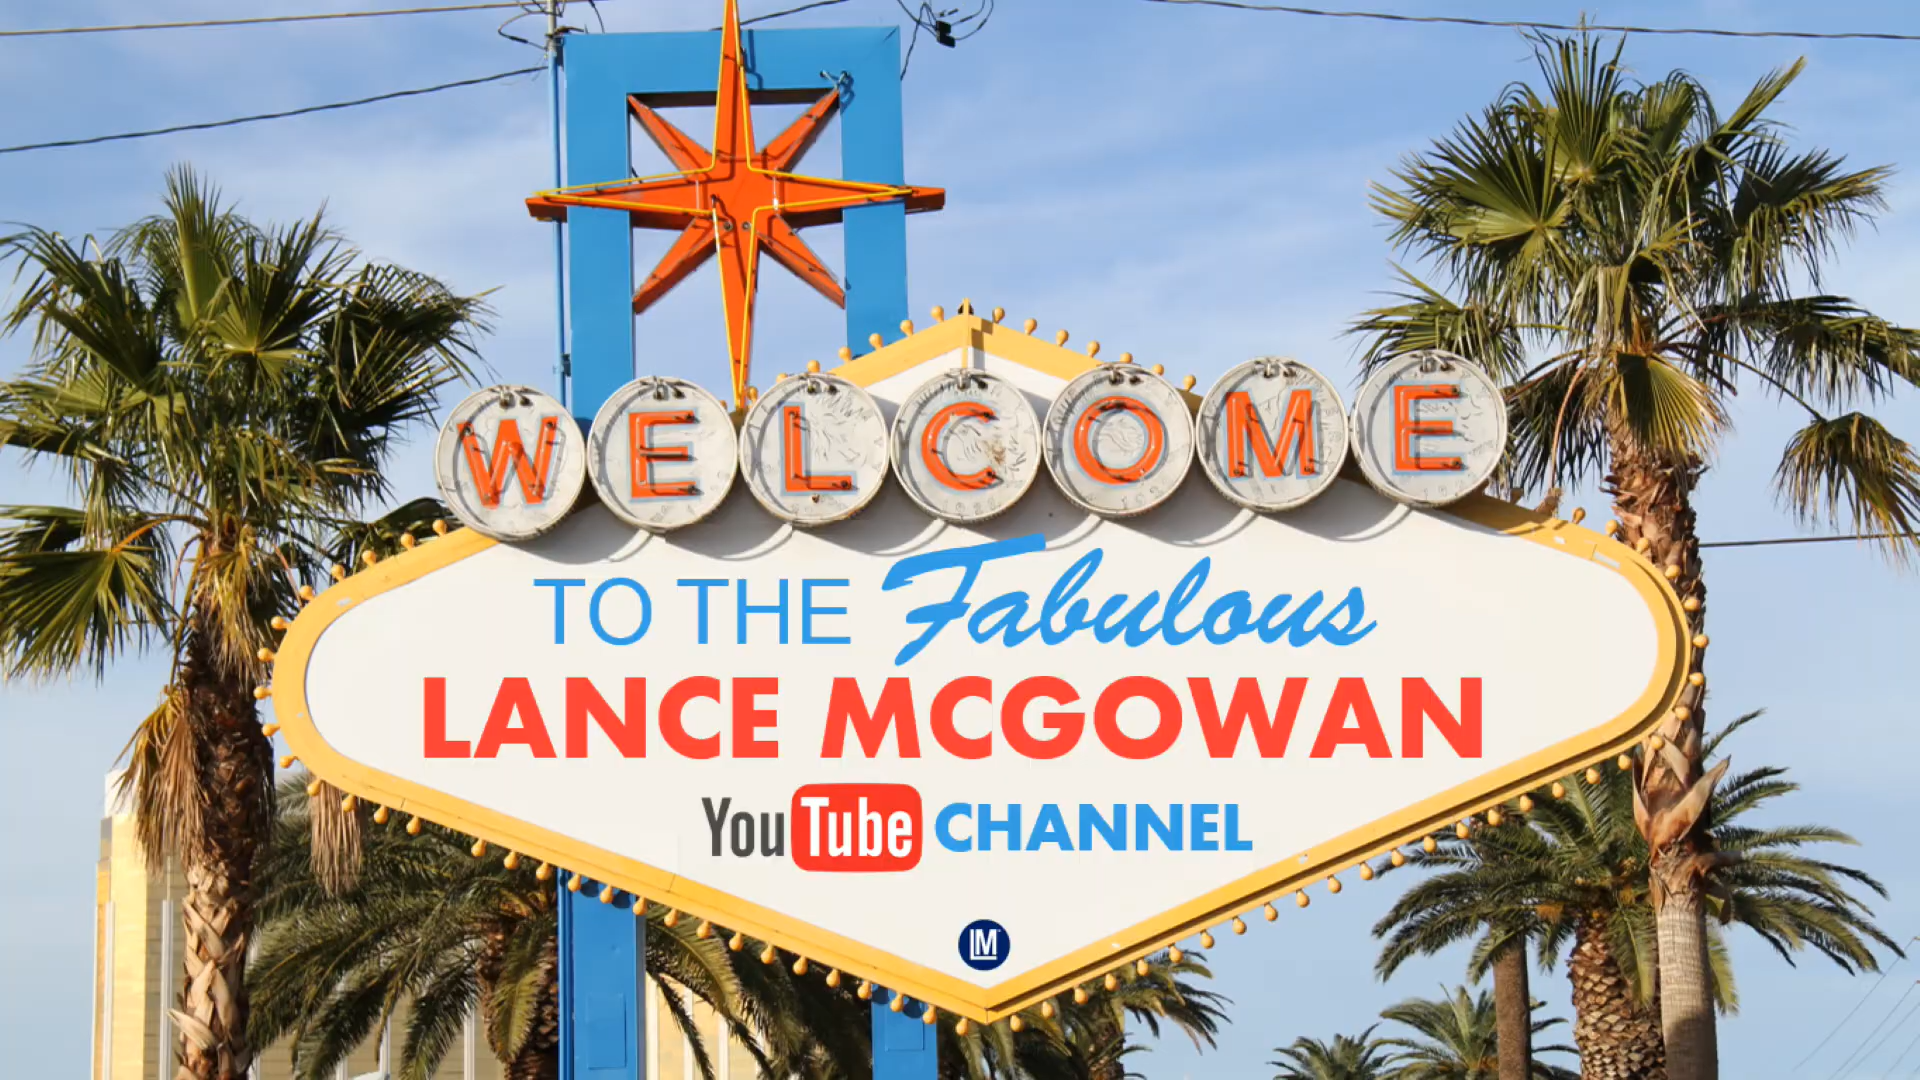 WELCOME
TO THE Fabulous
LANCE MCGOWAN
YouTube CHANNEL
LM